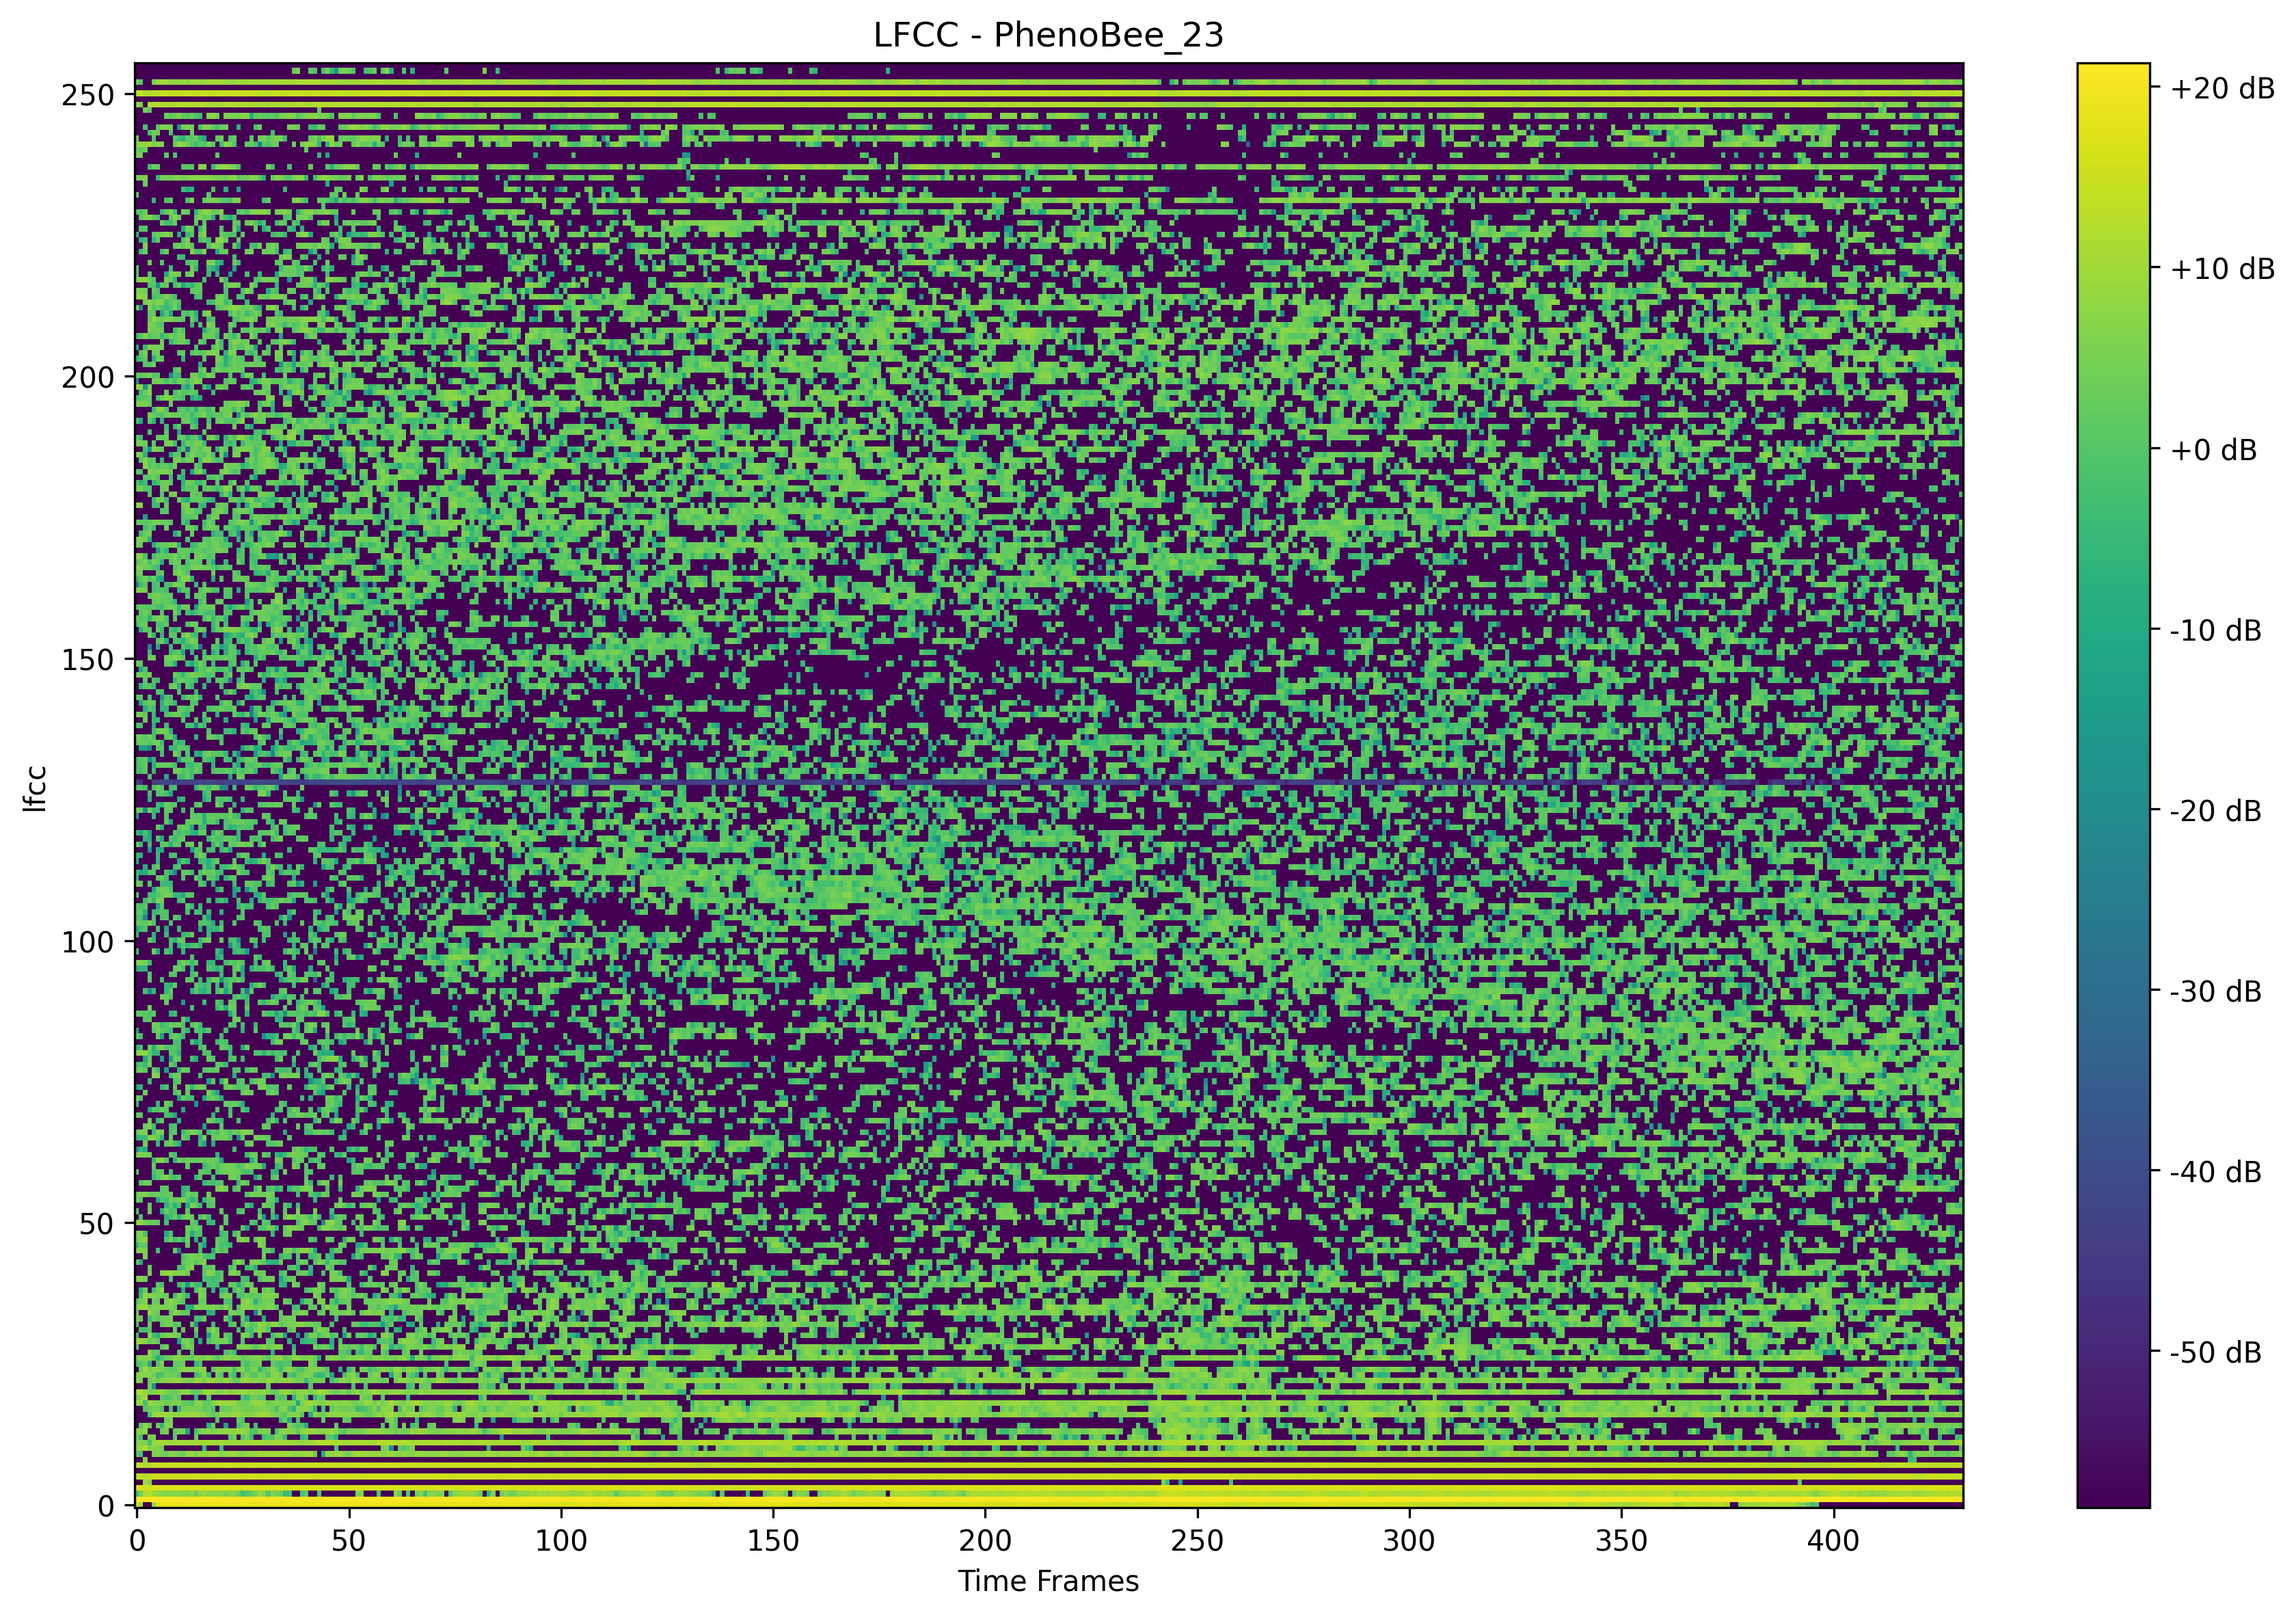 LFCC - PhenoBee_23
250
200
150
100
50
0
lfcc
0 50 100 150 200 250 300 350 400
Time Frames
+20 dB
+10 dB
+0 dB
-10 dB
-20 dB
-30 dB
-40 dB
-50 dB